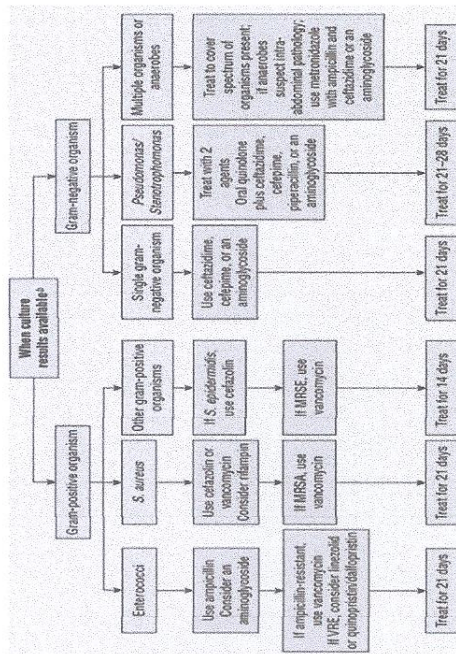 When culture
results available^b
Gram-positive organism
Gram-negative organism
Enterococci
S. aureus
Other gram-positive
organisms
Single gram-
negative organism
Pseudomonas/
Stenotrophomonas
Multiple organisms or
anaerobes
Use ampicillin
Consider an
aminoglycoside
Use cefazolin or
vancomycin
Consider rifampin
If S. epidermidis,
use cefazolin
Use ceftazidime,
cefepime, or an
aminoglycoside
Treat with 2
agents
Oral quinolone
plus ceftazidime,
cefepime,
piperacillin, or an
aminoglycoside
Treat to cover
spectrum of
organisms present;
if anaerobes
suspect intra-
abdominal pathology;
use metronidazole
with ampicillin and
ceftazidime or an
aminoglycoside
If ampicillin-resistant,
use vancomycin
If VRE, consider linezolid
or quinopristin/dalfopristin
If MRSA, use
vancomycin
If MRSE, use
vancomycin
Treat for 21 days
Treat for 21 days
Treat for 14 days
Treat for 21 days
Treat for 21–28 days
Treat for 21 days